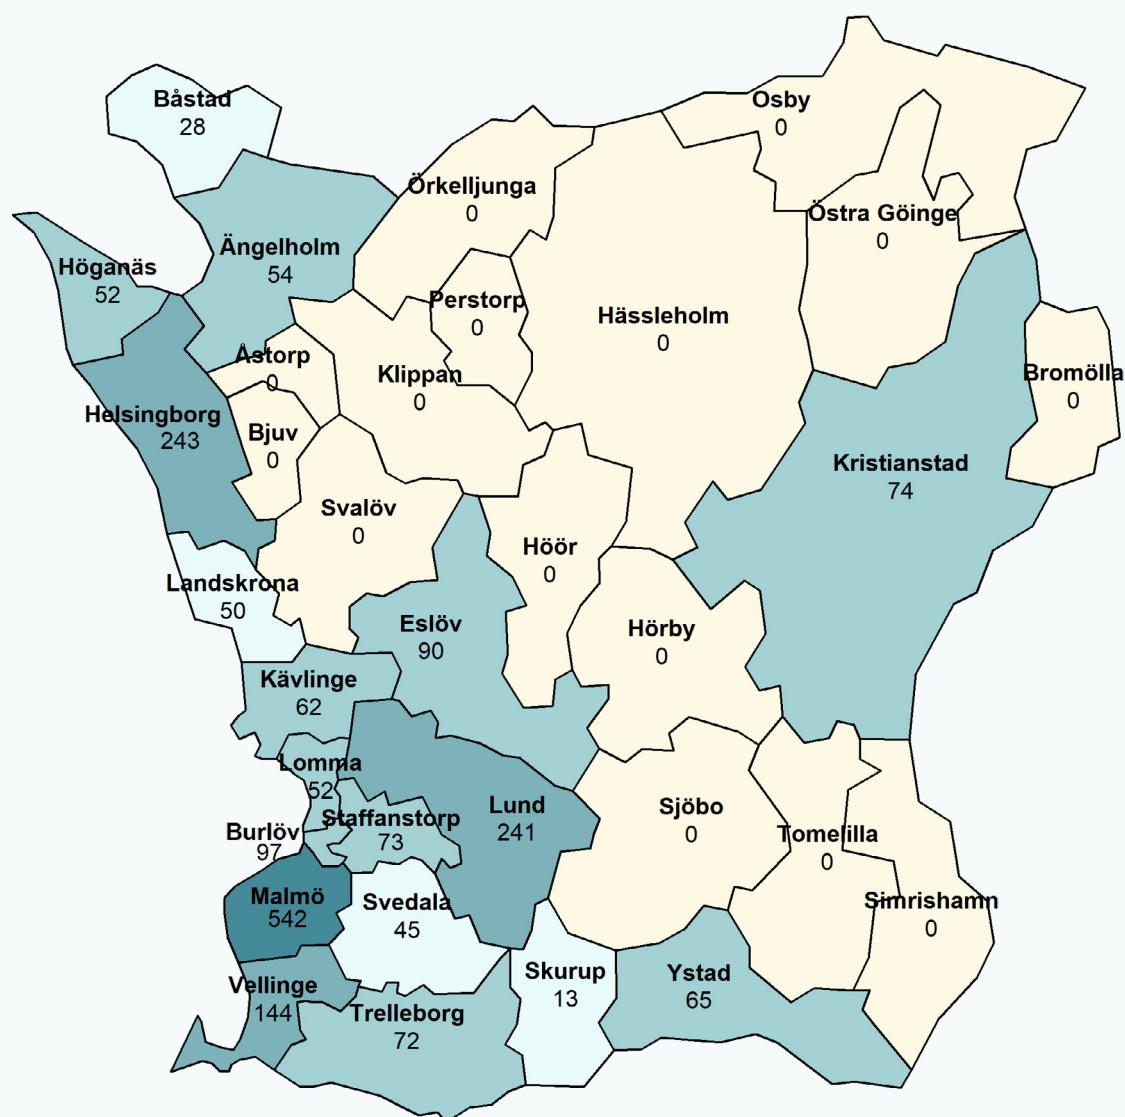 Båstad
28
Osby
0
Örkelljunga
0
Östra Göinge
0
Ängelholm
54
Höganäs
52
Perstorp
0
Hässleholm
0
Åstorp
0
Klippan
0
Bromölla
0
Helsingborg
243
Bjuv
0
Kristianstad
74
Svalöv
0
Höör
0
Landskrona
50
Eslöv
90
Hörby
0
Kävlinge
62
Lomma
52
Lund
241
Sjöbo
0
Staffanstorp
73
Burlöv
97
Tomelilla
0
Malmö
542
Svedala
45
Simrishamn
0
Skurup
13
Ystad
65
Vellinge
144
Trelleborg
72